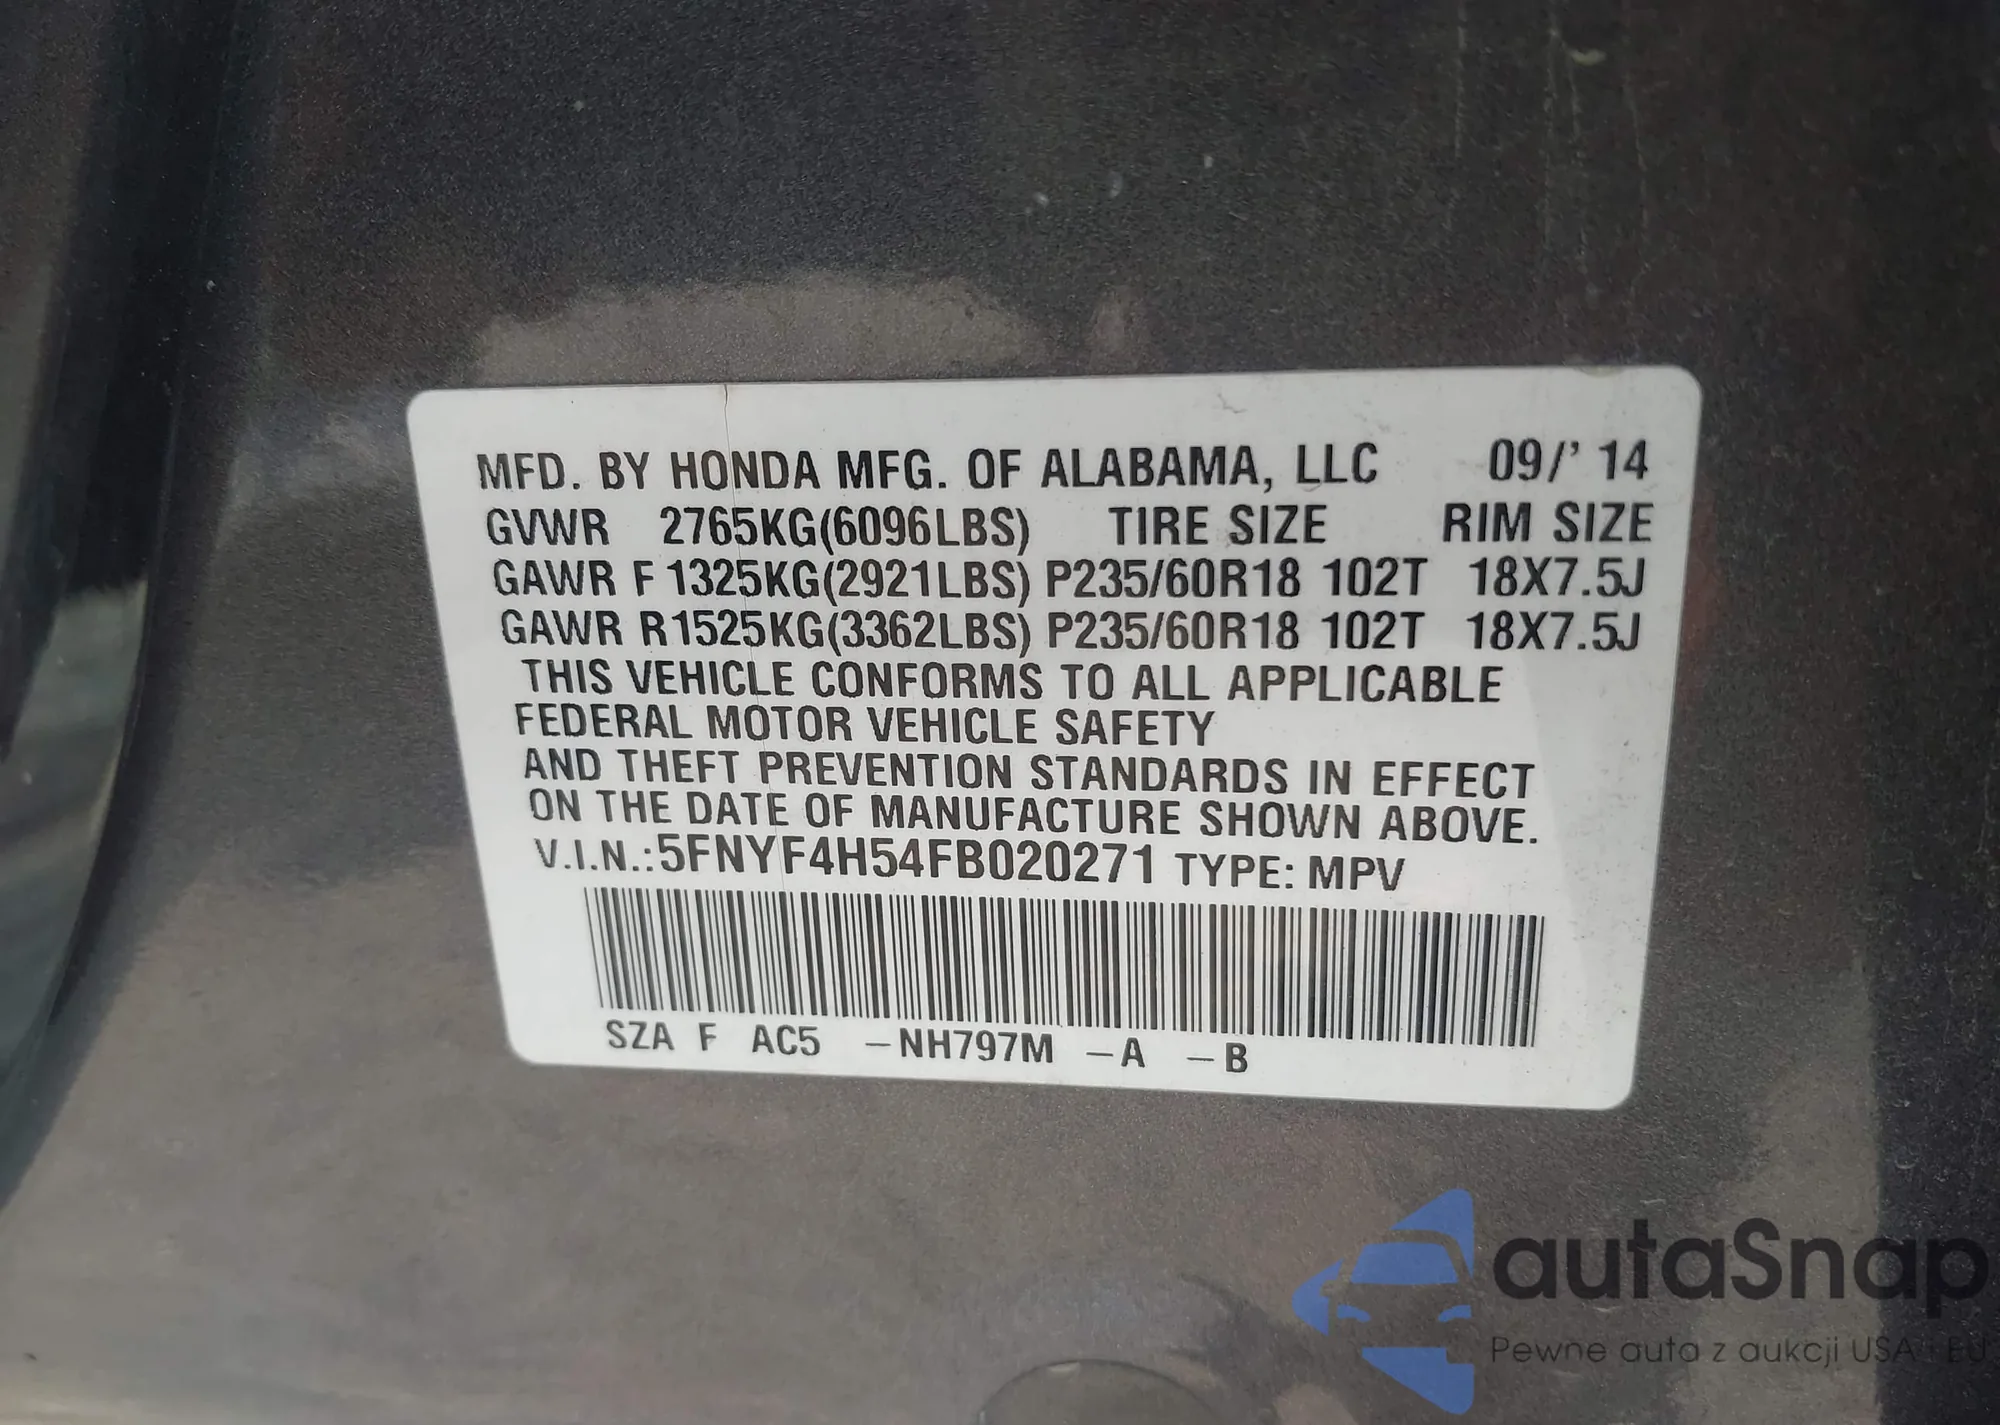 MFD. BY HONDA MFG. OF ALABAMA, LLC 09/' 14
GVWR 2765KG(6096LBS) TIRE SIZE RIM SIZE
GAWR F 1325KG(2921LBS) P235/60R18 102T 18X7.5J
GAWR R 1525KG(3362LBS) P235/60R18 102T 18X7.5J
THIS VEHICLE CONFORMS TO ALL APPLICABLE
FEDERAL MOTOR VEHICLE SAFETY
AND THEFT PREVENTION STANDARDS IN EFFECT
ON THE DATE OF MANUFACTURE SHOWN ABOVE.
V.I.N.:5FNYF4H54FB020271 TYPE: MPV
SZA F AC5 –NH797M –A –B
autaSnap
Pewne auta z aukcji USA i EU